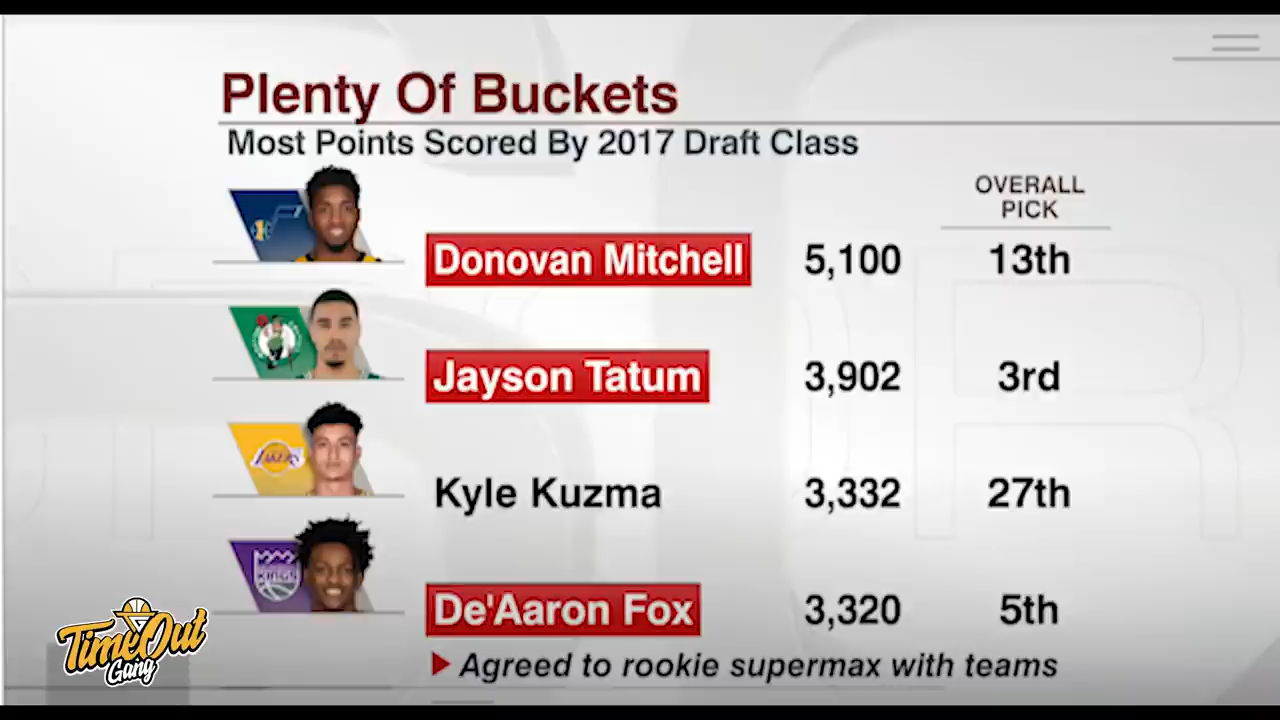 Plenty Of Buckets
Most Points Scored By 2017 Draft Class
OVERALL
PICK
Donovan Mitchell 5,100 13th
Jayson Tatum 3,902 3rd
LAKERS
Kyle Kuzma 3,332 27th
KINGS
De'Aaron Fox 3,320 5th
Agreed to rookie supermax with teams
TimeOut
Gang